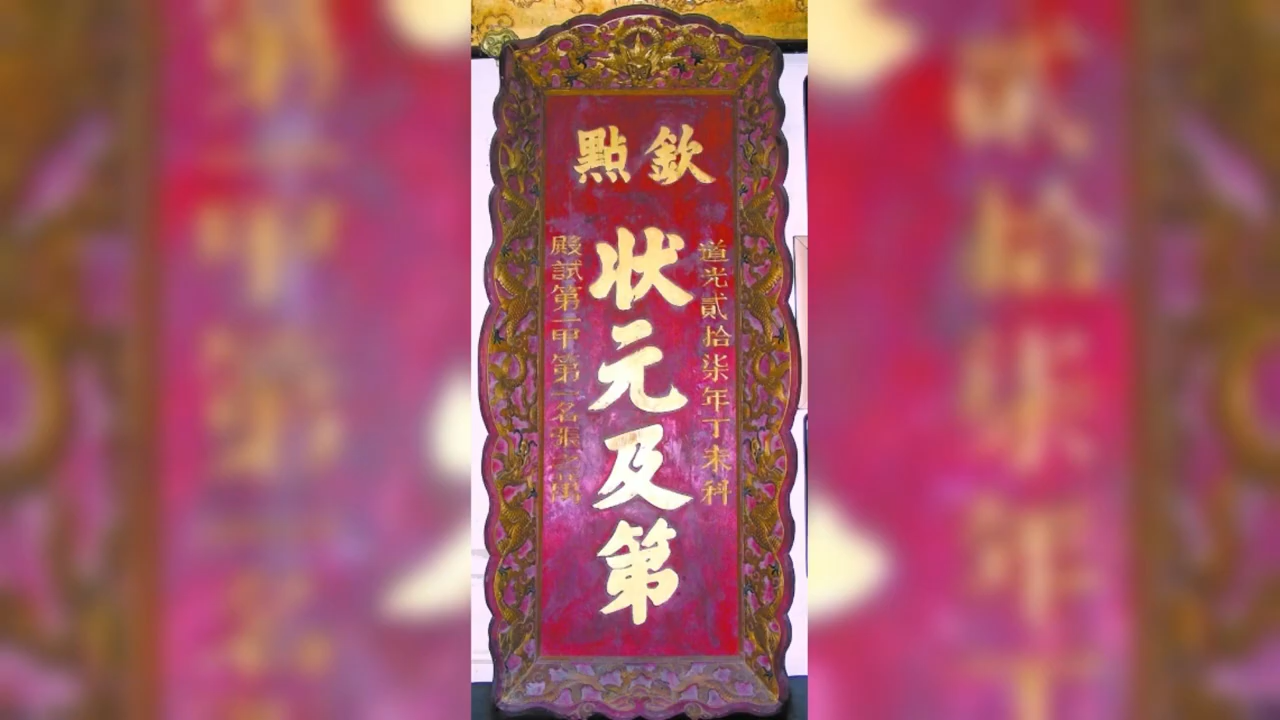 欽點
道光貳拾柒年丁未科
狀元及第
殿試第一甲第一名張之萬